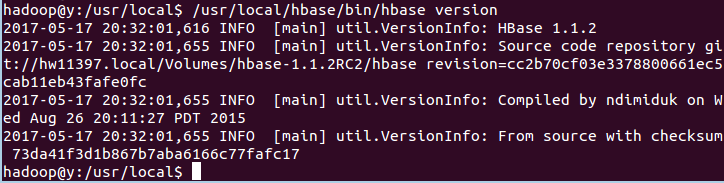 hadoop@y:/usr/local$ /usr/local/hbase/bin/hbase version
2017-05-17 20:32:01,616 INFO  [main] util.VersionInfo: HBase 1.1.2
2017-05-17 20:32:01,655 INFO  [main] util.VersionInfo: Source code repository gi
t://hw11397.local/Volumes/hbase-1.1.2RC2/hbase revision=cc2b70cf03e3378800661ec5
cab11eb43fafe0fc
2017-05-17 20:32:01,655 INFO  [main] util.VersionInfo: Compiled by ndimiduk on W
ed Aug 26 20:11:27 PDT 2015
2017-05-17 20:32:01,655 INFO  [main] util.VersionInfo: From source with checksum
 73da41f3d1b867b7aba6166c77fafc17
hadoop@y:/usr/local$